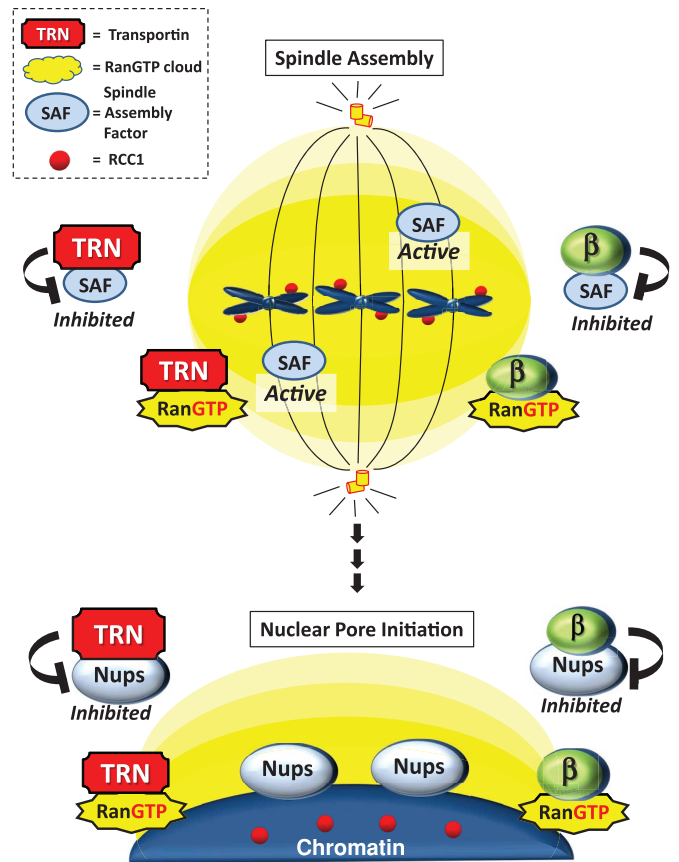 TRN = Transportin
= RanGTP cloud
Spindle
SAF = Assembly
Factor
= RCC1
Spindle Assembly
TRN
SAF
Inhibited
SAF
Active
β
SAF
Inhibited
SAF
Active
TRN
RanGTP
β
RanGTP
Nuclear Pore Initiation
TRN
Nups
Inhibited
β
Nups
Inhibited
TRN
RanGTP
Nups
Nups
β
RanGTP
Chromatin